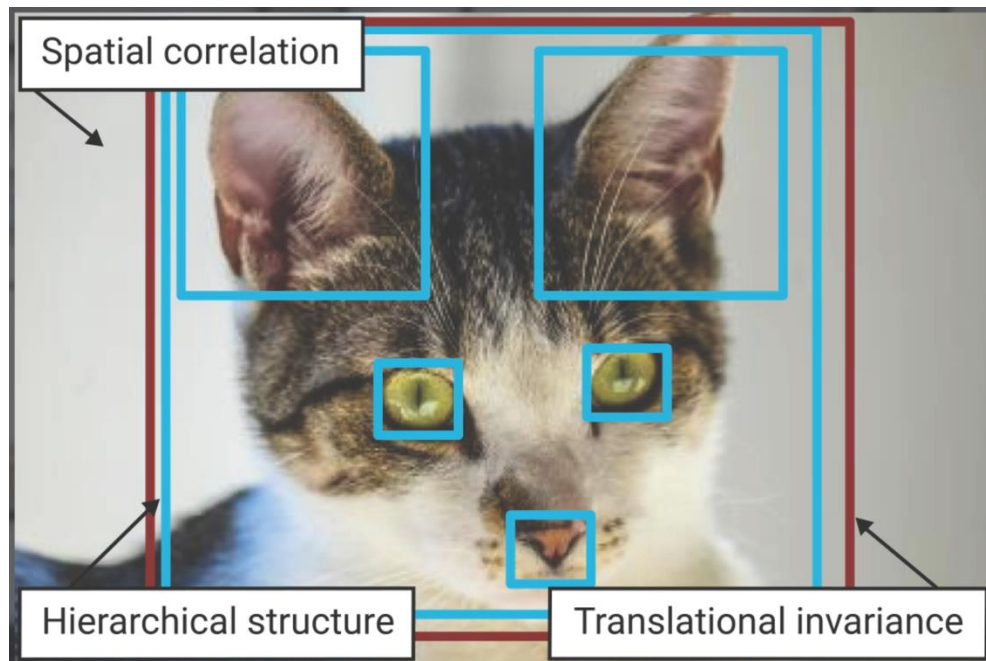 Spatial correlation
Hierarchical structure
Translational invariance